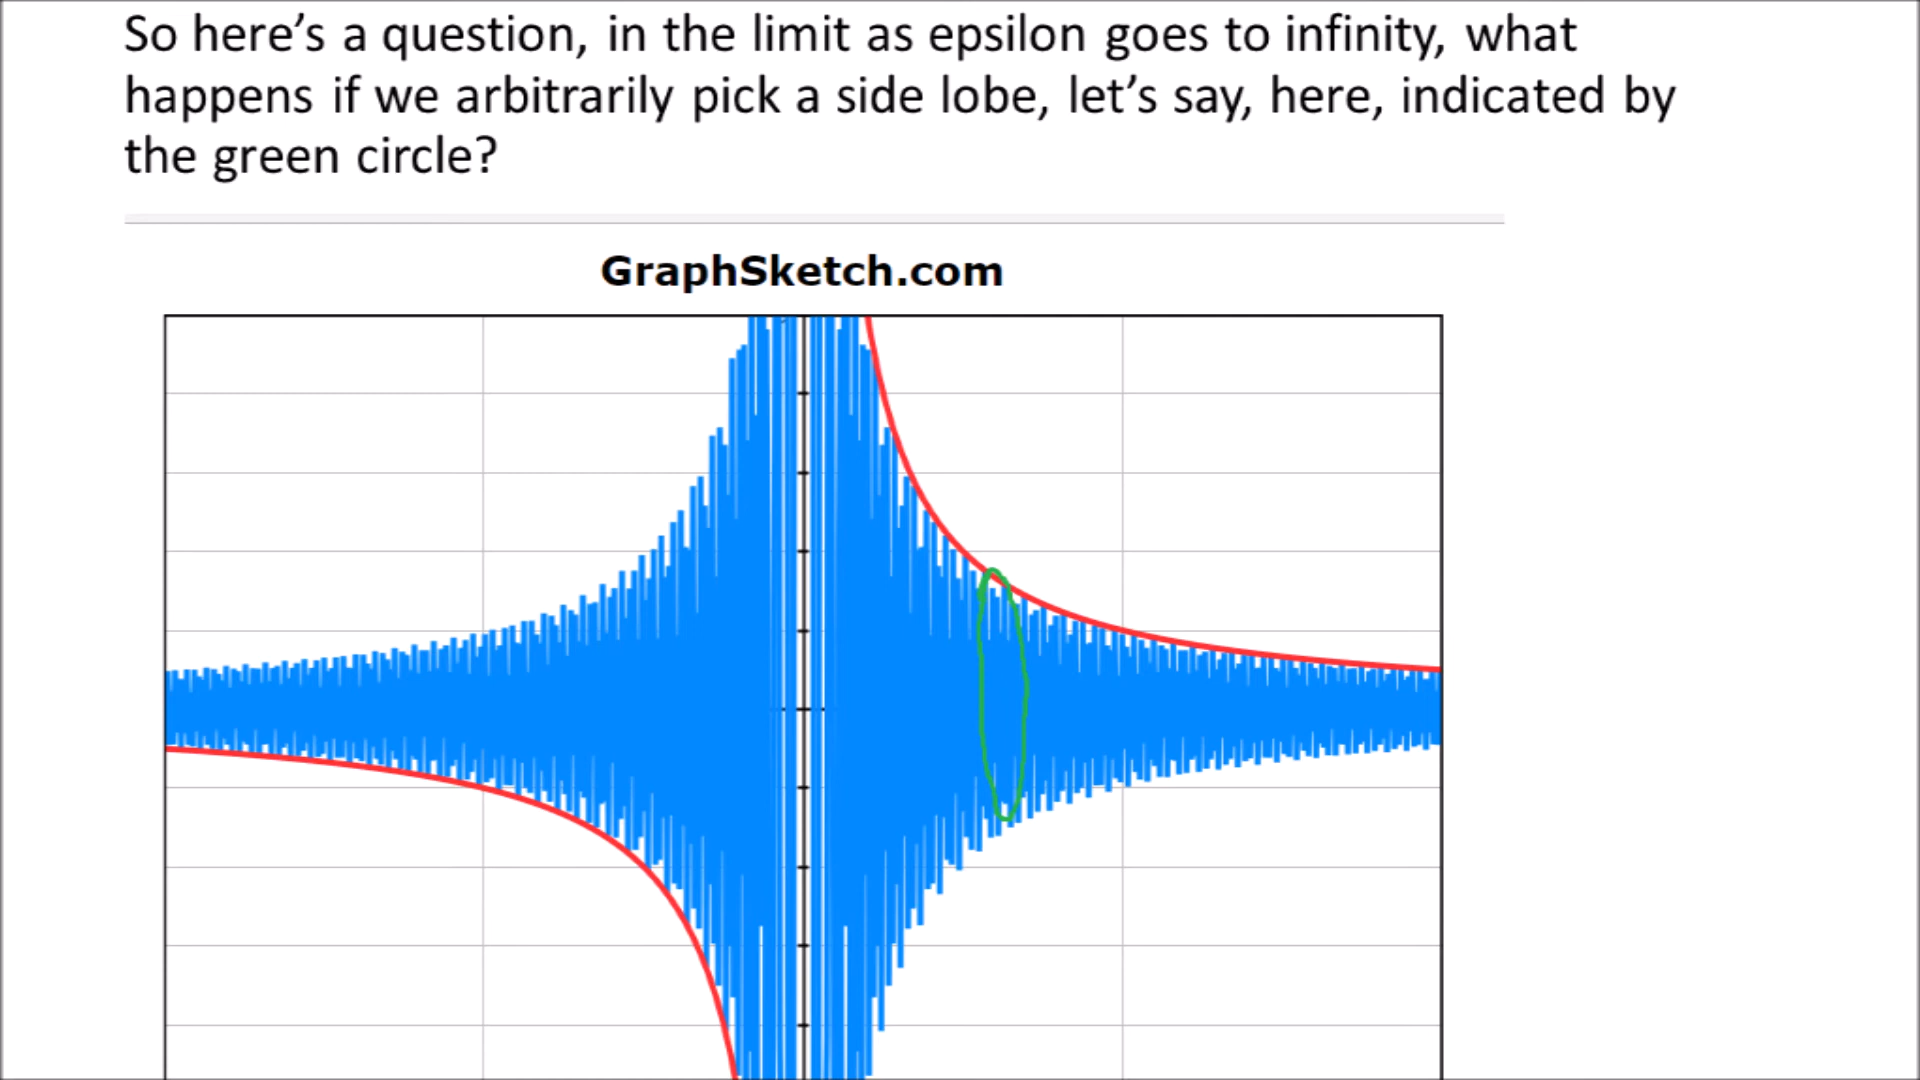 So here’s a question, in the limit as epsilon goes to infinity, what
happens if we arbitrarily pick a side lobe, let’s say, here, indicated by
the green circle?
GraphSketch.com